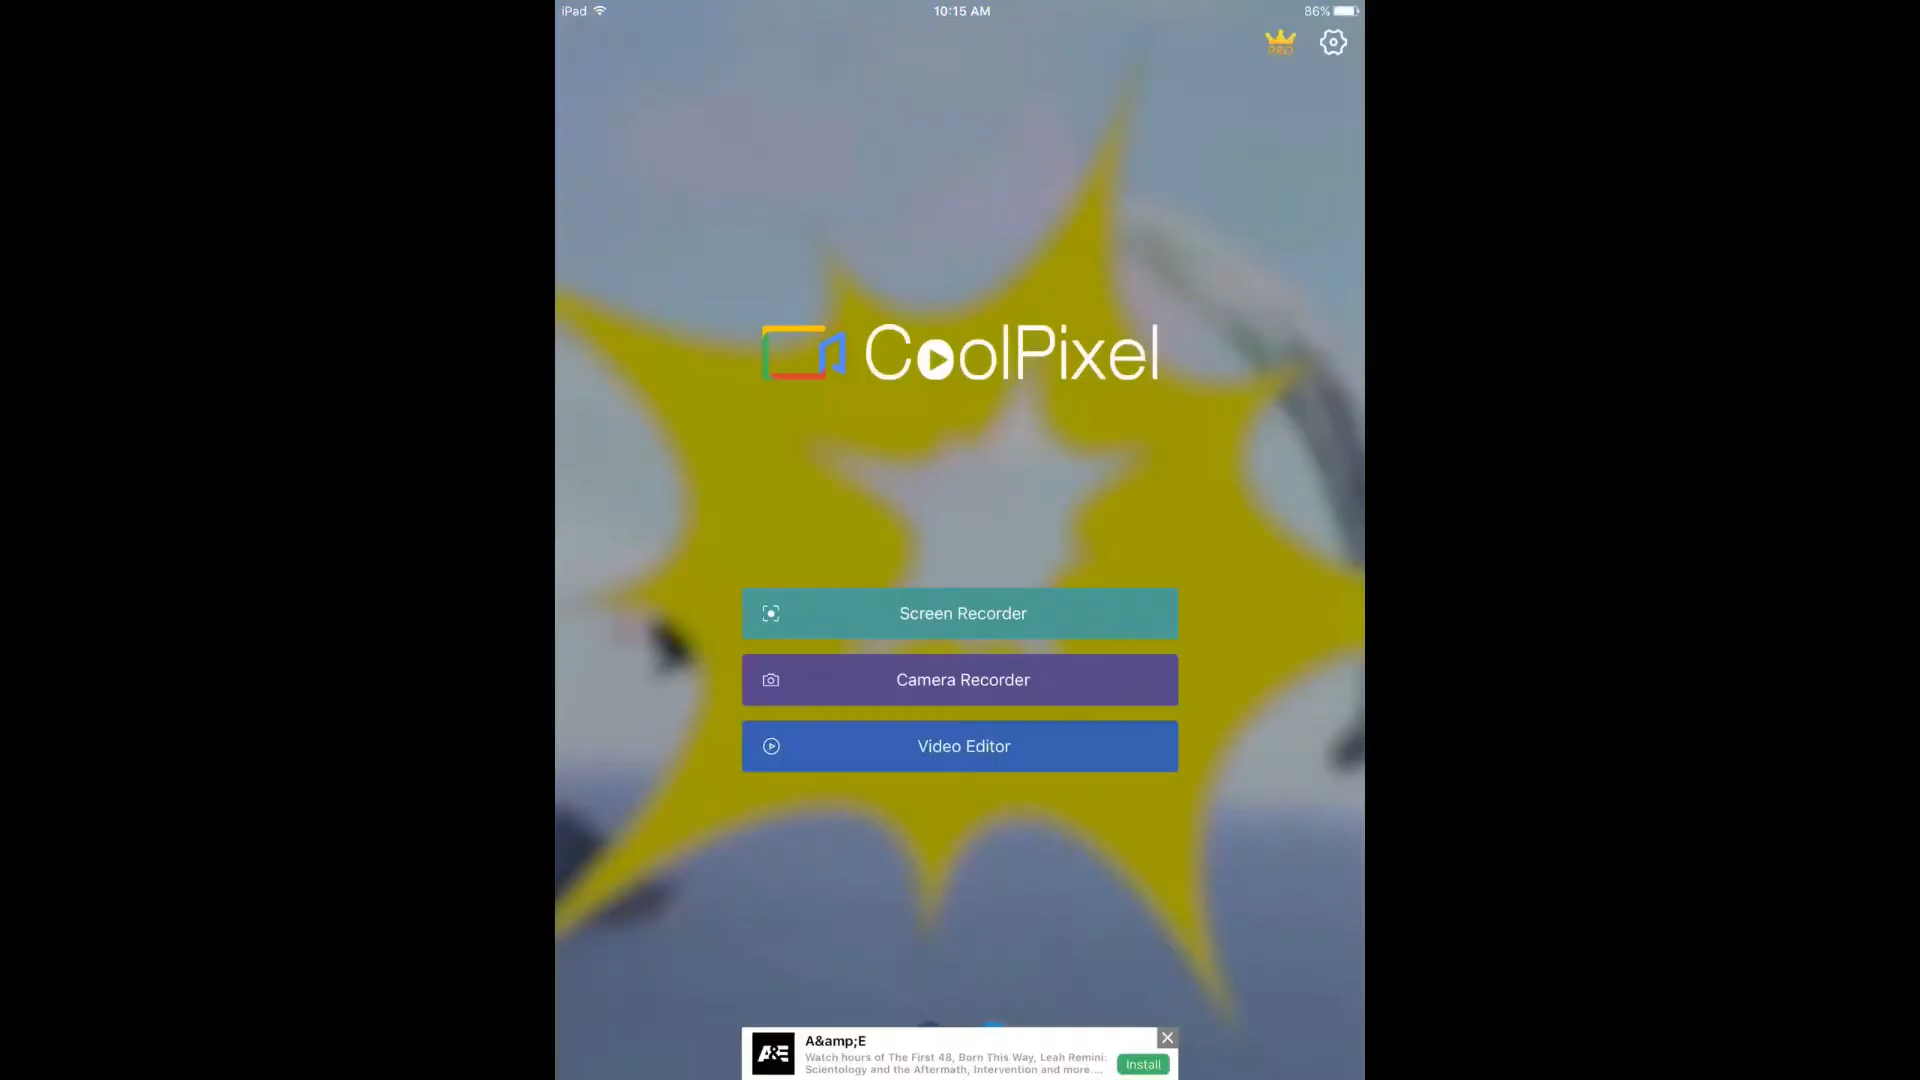 iPad
10:15 AM
86%
PRO
CoolPixel
Screen Recorder
Camera Recorder
Video Editor
A&E
A&amp;E
Watch hours of The First 48, Born This Way, Leah Remini:
Scientology and the Aftermath, Intervention and more....
Install